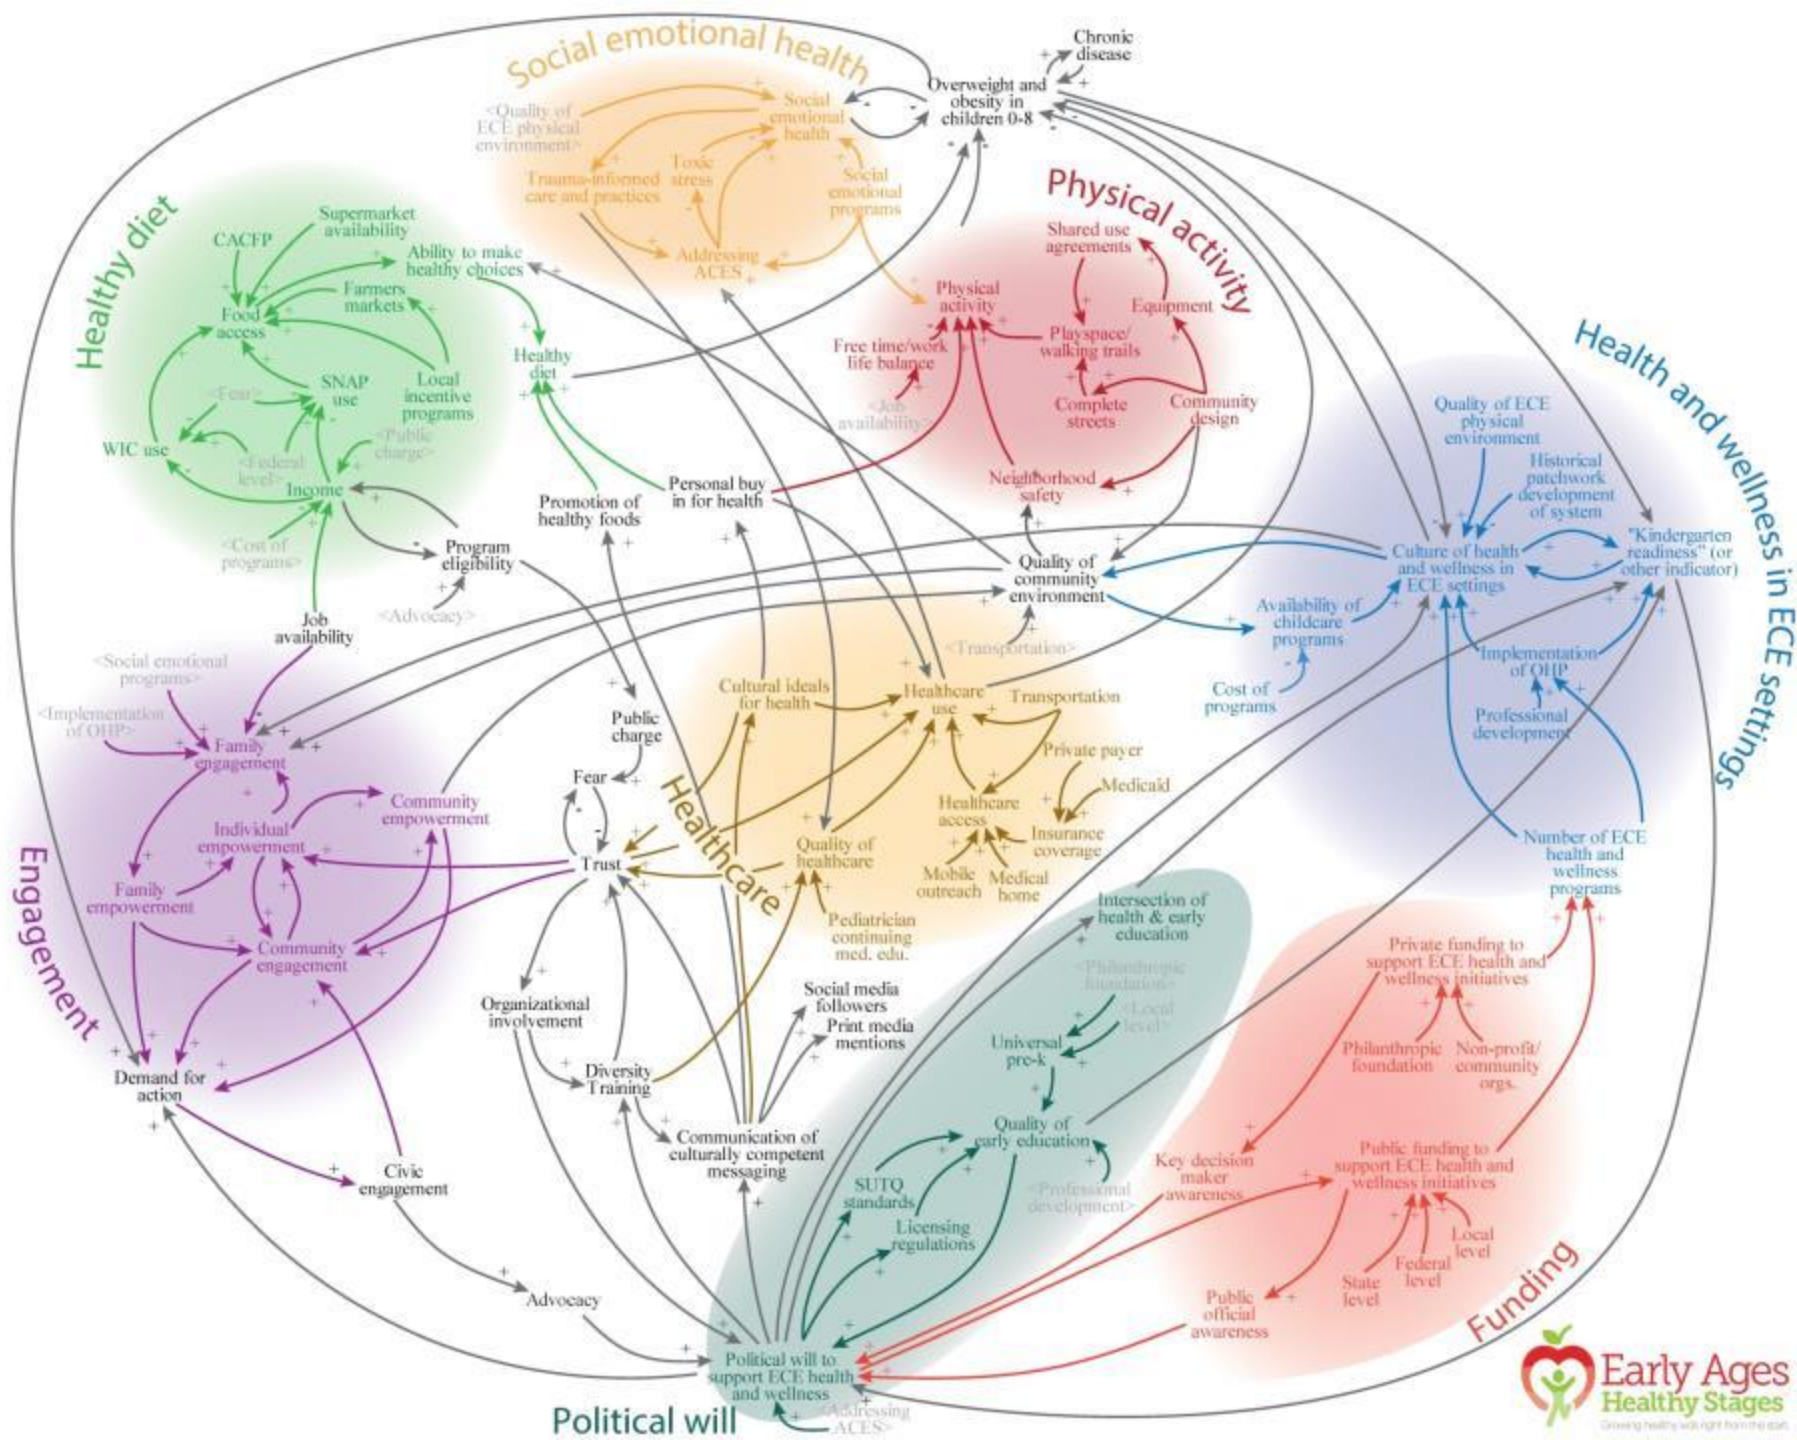 Social emotional health
Chronic
disease
Overweight and
obesity in
children 0-8
<Quality of
ECE physical
environment>
Social
emotional
health
Toxic
stress
Trauma-informed
care and practices
Social
emotional
programs
Addressing
ACES
Healthy diet
Supermarket
availability
CACFP
Ability to make
healthy choices
Farmers
markets
Food
access
Healthy
diet
SNAP
use
Local
incentive
programs
<Fear>
WIC use
<Public
charge>
<Federal
level>
Income
<Cost of
programs>
Physical activity
Shared use
agreements
Physical
activity
Equipment
Free time/work
life balance
Playspace/
walking trails
<Job
availability>
Complete
streets
Community
design
Neighborhood
safety
Personal buy
in for health
Promotion of
healthy foods
Program
eligibility
<Advocacy>
Job
availability
Quality of
community
environment
<Transportation>
Health and wellness in ECE settings
Quality of ECE
physical
environment
Historical
patchwork
development
of system
Culture of health
and wellness in
ECE settings
"Kindergarten
readiness" (or
other indicator)
Availability of
childcare
programs
Cost of
programs
Implementation
of OHP
Professional
development
Number of ECE
health and
wellness
programs
<Social emotional
programs>
<Implementation
of OHP>
Family
engagement
Community
empowerment
Individual
empowerment
Family
empowerment
Community
engagement
Engagement
Demand for
action
Civic
engagement
Advocacy
Public
charge
Fear
Trust
Organizational
involvement
Diversity
Training
Communication of
culturally competent
messaging
Social media
followers
Print media
mentions
Healthcare
Cultural ideals
for health
Healthcare
use
Transportation
Private payer
Medicaid
Healthcare
access
Insurance
coverage
Quality of
healthcare
Mobile
outreach
Medical
home
Pediatrician
continuing
med. edu.
Intersection of
health & early
education
<Philanthropic
foundation>
<Local
level>
Universal
pre-k
Quality of
early education
SUTQ
standards
<Professional
development>
Licensing
regulations
Political will to
support ECE health
and wellness
<Addressing
ACES>
Political will
Private funding to
support ECE health and
wellness initiatives
Philanthropic
foundation
Non-profit/
community
orgs.
Key decision
maker
awareness
Public funding to
support ECE health and
wellness initiatives
Local
level
Federal
level
State
level
Public
official
awareness
Funding
Early Ages
Healthy Stages
Growing healthy kids right from the start.